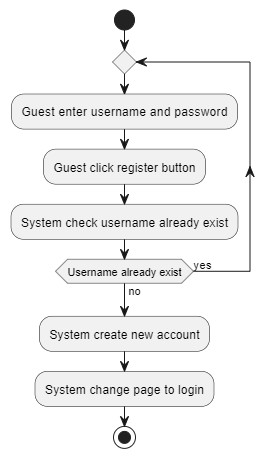 Guest enter username and password
Guest click register button
System check username already exist
Username already exist
yes
no
System create new account
System change page to login